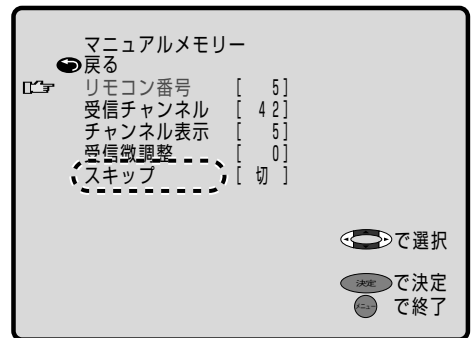 マニュアルメモリー
戻る
リモコン番号 [ 5]
受信チャンネル [ 42]
チャンネル表示 [ 5]
受信微調整 [ 0]
スキップ [ 切 ]
で選択
決定 で決定
メニュー で終了